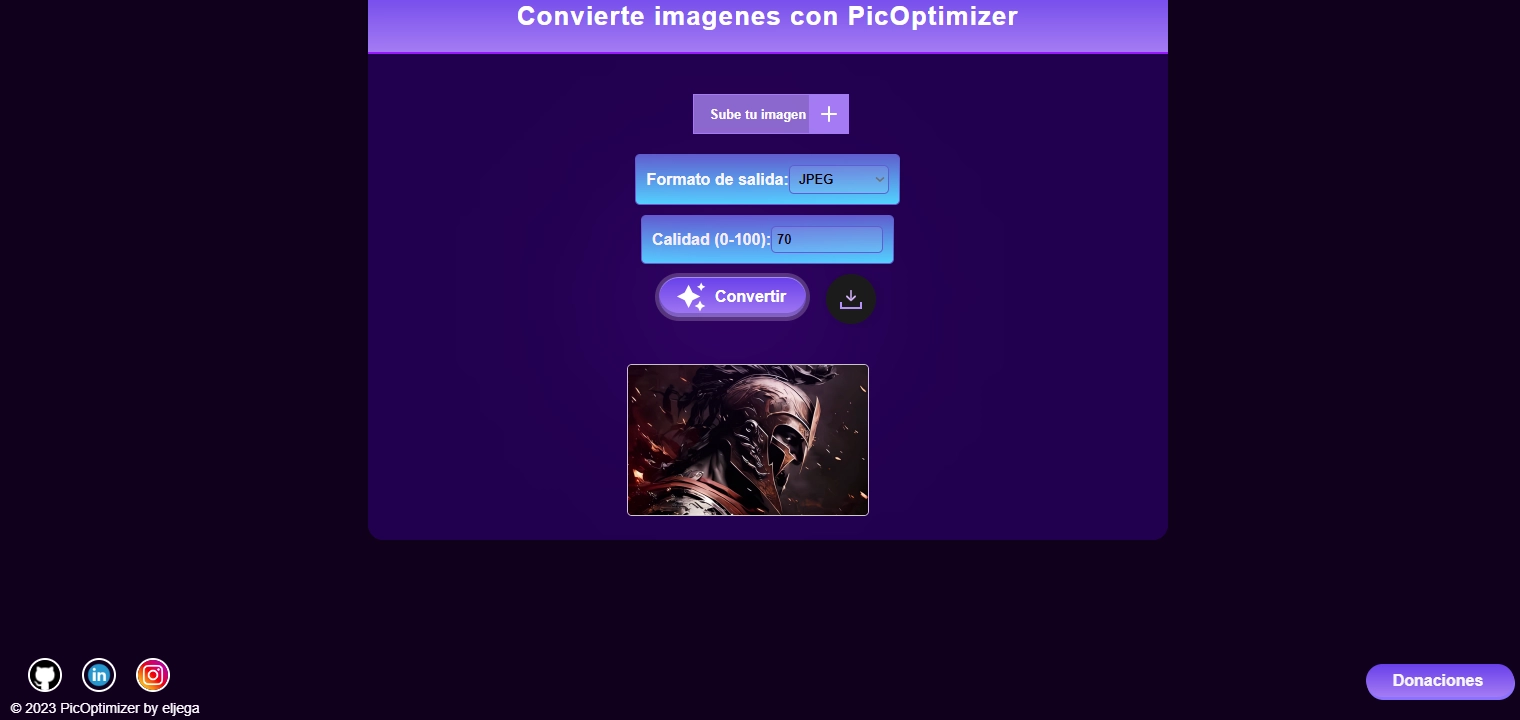 Convierte imagenes con PicOptimizer
Sube tu imagen
Formato de salida: JPEG
Calidad (0-100): 70
Convertir
in
© 2023 PicOptimizer by eljega
Donaciones